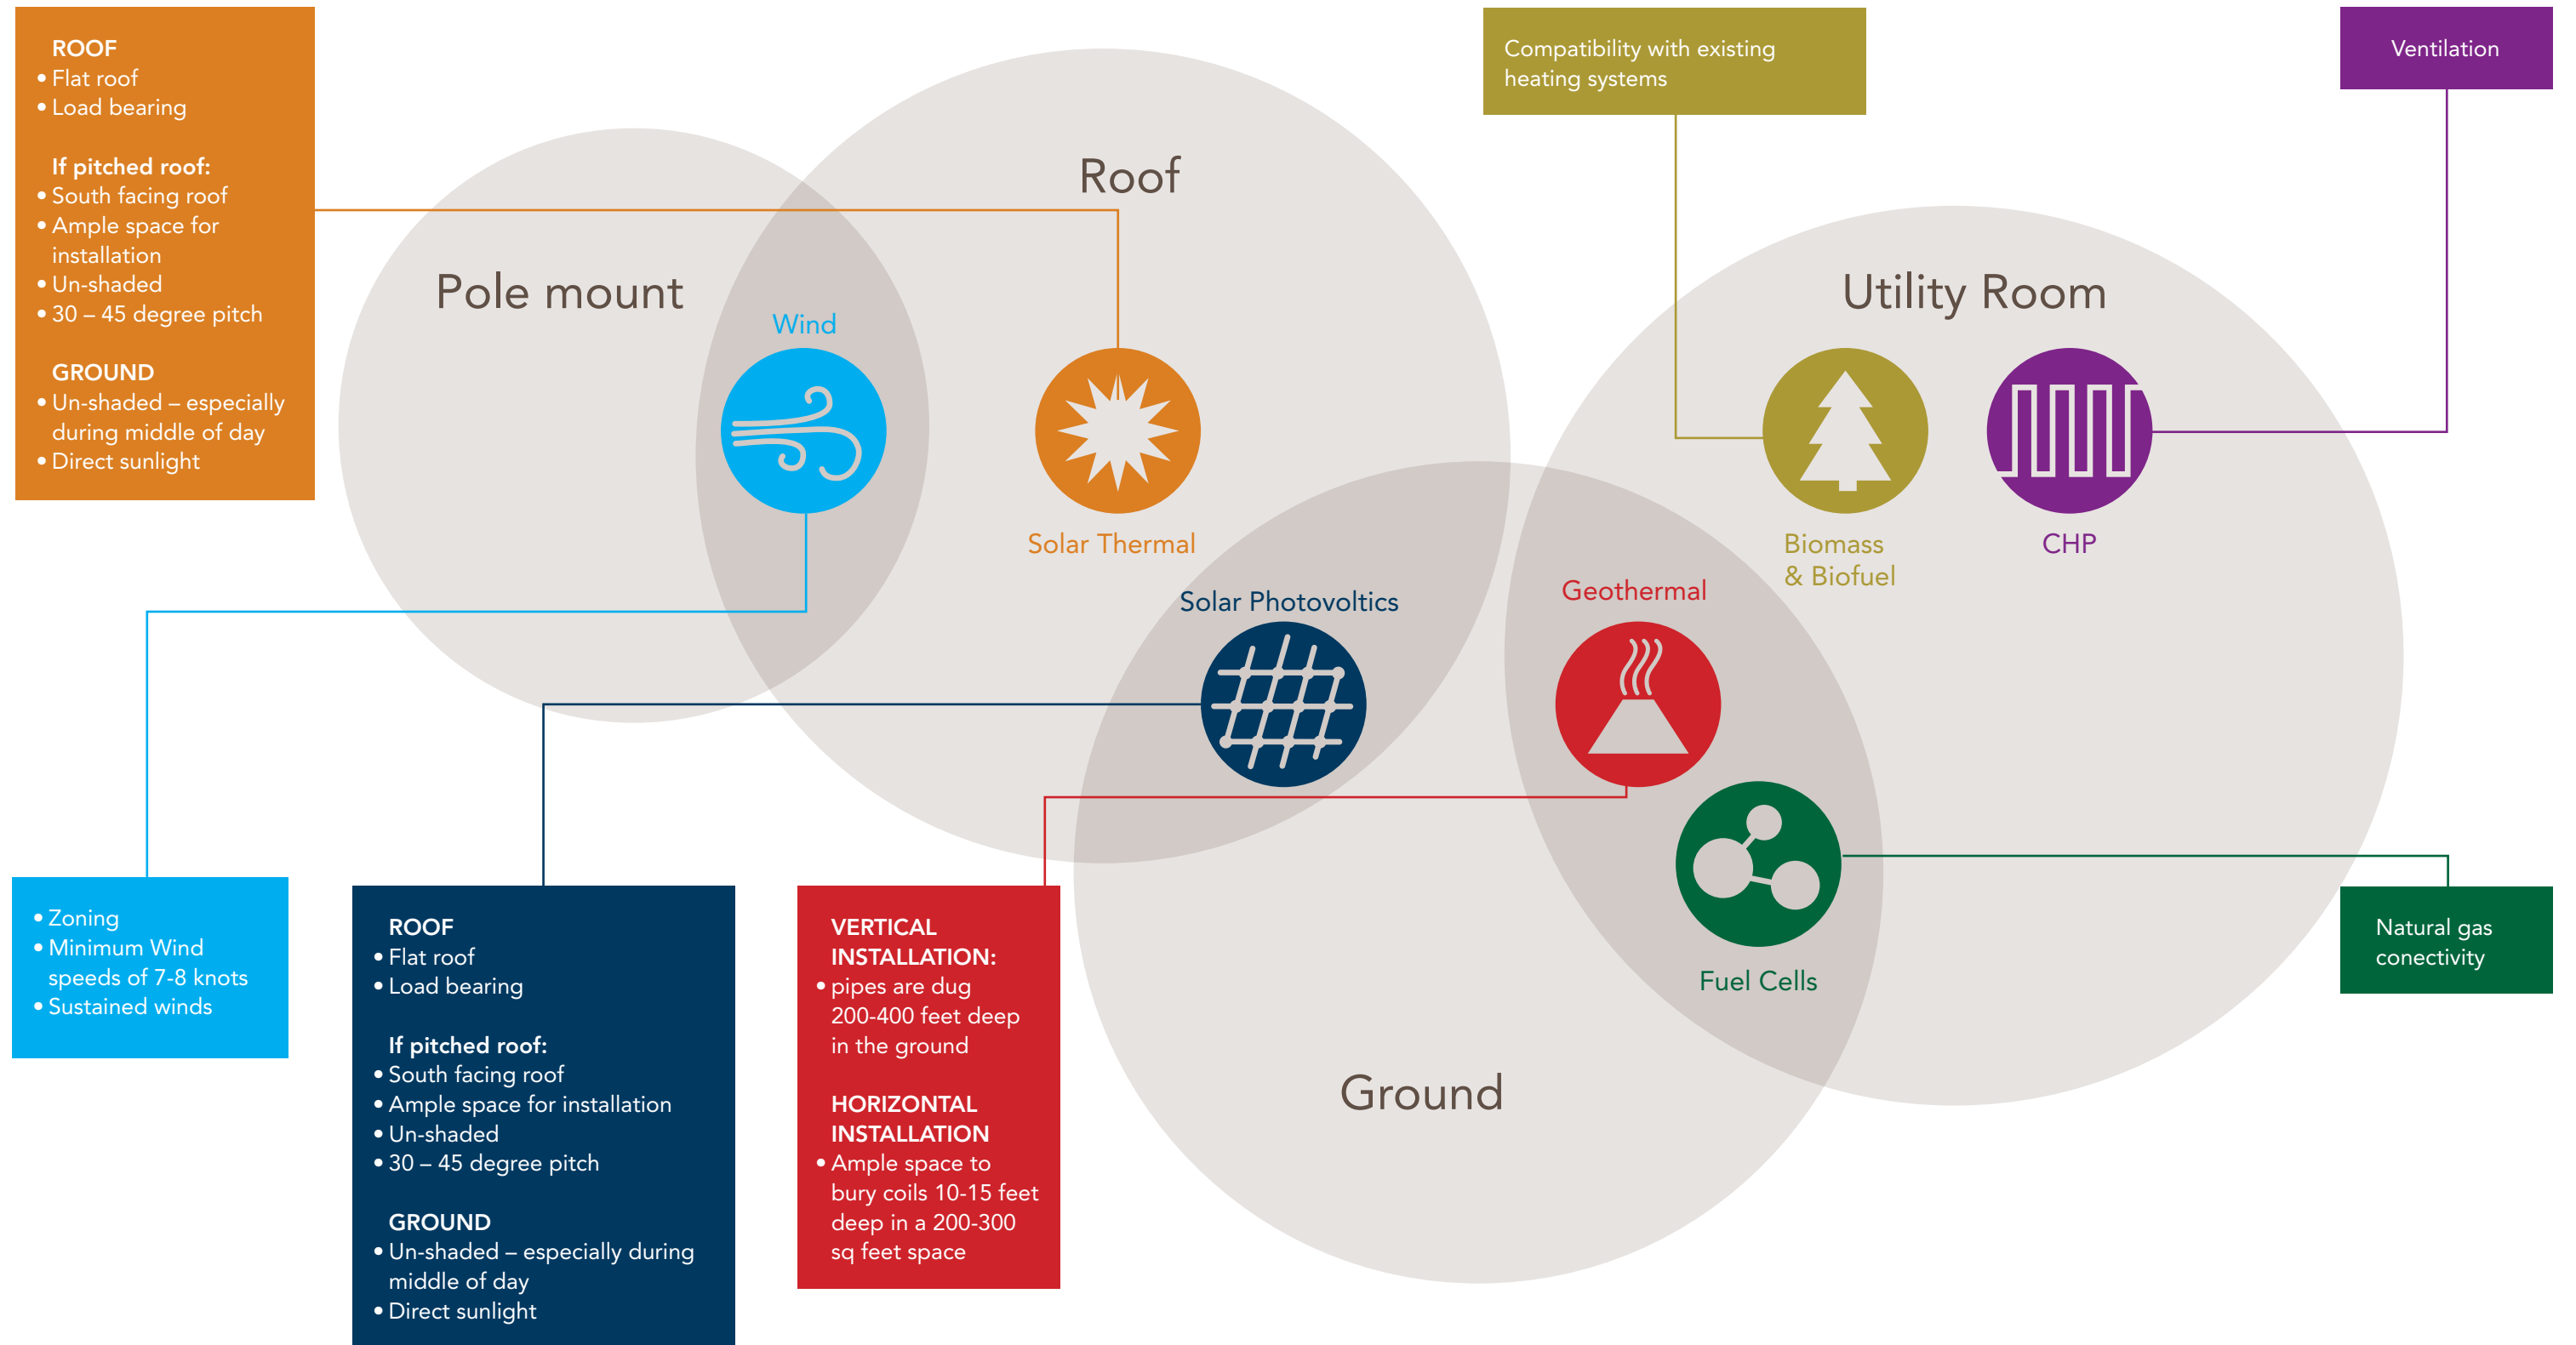 ROOF
• Flat roof
• Load bearing
If pitched roof:
• South facing roof
• Ample space for
installation
• Un-shaded
• 30 – 45 degree pitch
GROUND
• Un-shaded – especially
during middle of day
• Direct sunlight
Compatibility with existing
heating systems
Ventilation
Pole mount
Roof
Utility Room
Ground
Wind
Solar Thermal
Solar Photovoltics
Geothermal
Biomass
& Biofuel
CHP
Fuel Cells
• Zoning
• Minimum Wind
speeds of 7-8 knots
• Sustained winds
ROOF
• Flat roof
• Load bearing
If pitched roof:
• South facing roof
• Ample space for installation
• Un-shaded
• 30 – 45 degree pitch
GROUND
• Un-shaded – especially during
middle of day
• Direct sunlight
VERTICAL
INSTALLATION:
• pipes are dug
200-400 feet deep
in the ground
HORIZONTAL
INSTALLATION
• Ample space to
bury coils 10-15 feet
deep in a 200-300
sq feet space
Natural gas
conectivity